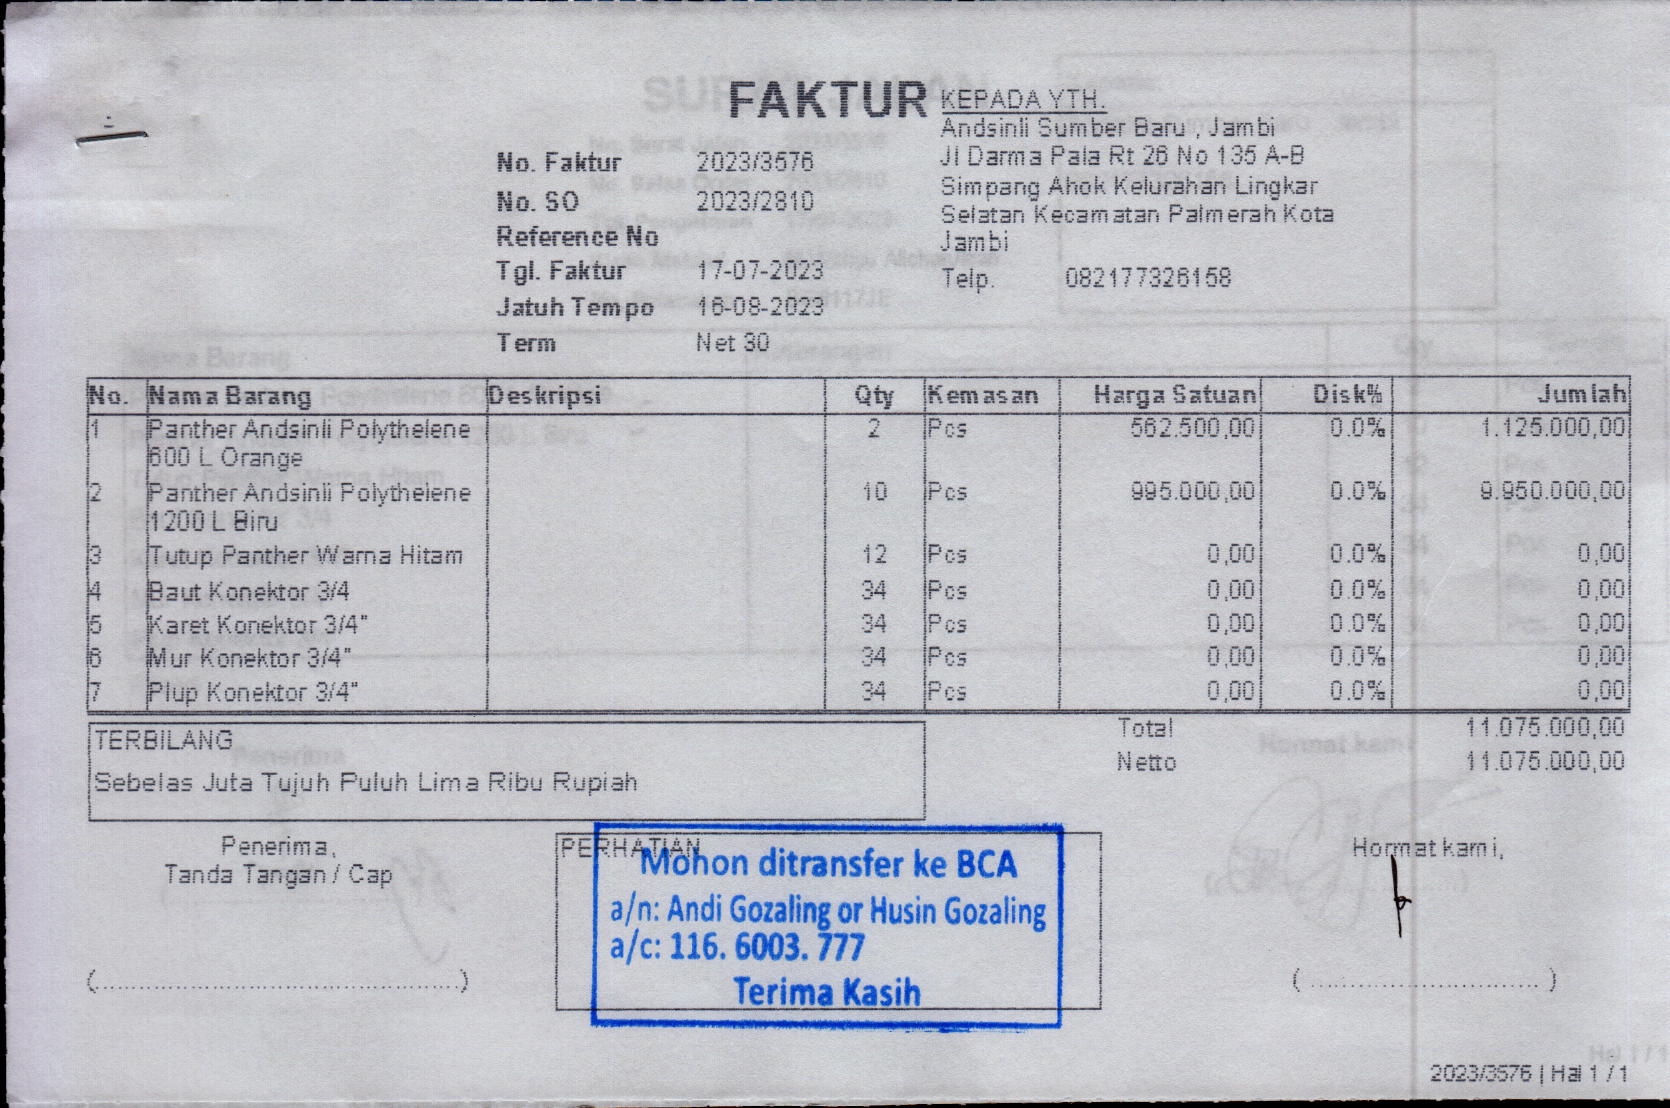 FAKTUR
No. Faktur 2023/3576
No. SO 2023/2810
Reference No
Tgl. Faktur 17-07-2023
Jatuh Tempo 16-08-2023
Term Net 30
KEPADA YTH.
Andsinli Sumber Baru , Jambi
Jl Darma Pala Rt 26 No 135 A-B
Simpang Ahok Kelurahan Lingkar
Selatan Kecamatan Palmerah Kota
Jambi
Telp. 082177326158
No. Nama Barang Deskripsi Qty Kemasan Harga Satuan Disk% Jumlah
1 Panther Andsinli Polythelene 2 Pcs 562.500,00 0.0% 1.125.000,00
600 L Orange
2 Panther Andsinli Polythelene 10 Pcs 995.000,00 0.0% 9.950.000,00
1200 L Biru
3 Tutup Panther Warna Hitam 12 Pcs 0,00 0.0% 0,00
4 Baut Konektor 3/4 34 Pcs 0,00 0.0% 0,00
5 Karet Konektor 3/4" 34 Pcs 0,00 0.0% 0,00
6 Mur Konektor 3/4" 34 Pcs 0,00 0.0% 0,00
7 Plup Konektor 3/4" 34 Pcs 0,00 0.0% 0,00
Total 11.075.000,00
Netto 11.075.000,00
TERBILANG
Sebelas Juta Tujuh Puluh Lima Ribu Rupiah
Penerima,
Tanda Tangan / Cap
PERHATIAN
Mohon ditransfer ke BCA
a/n: Andi Gozaling or Husin Gozaling
a/c: 116. 6003. 777
Terima Kasih
Hormat kami,
2023/3576 | Hal 1 / 1